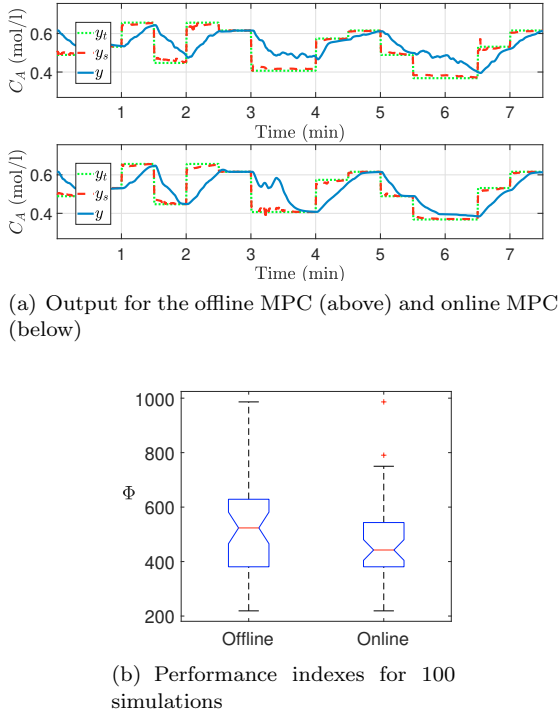 C_A (mol/l)
0.6
0.4
y_t
y_s
y
1 2 3 4 5 6 7
Time (min)
C_A (mol/l)
0.6
0.4
y_t
y_s
y
1 2 3 4 5 6 7
Time (min)
(a) Output for the offline MPC (above) and online MPC
(below)
1000
800
Φ
600
400
200
Offline Online
(b) Performance indexes for 100
simulations